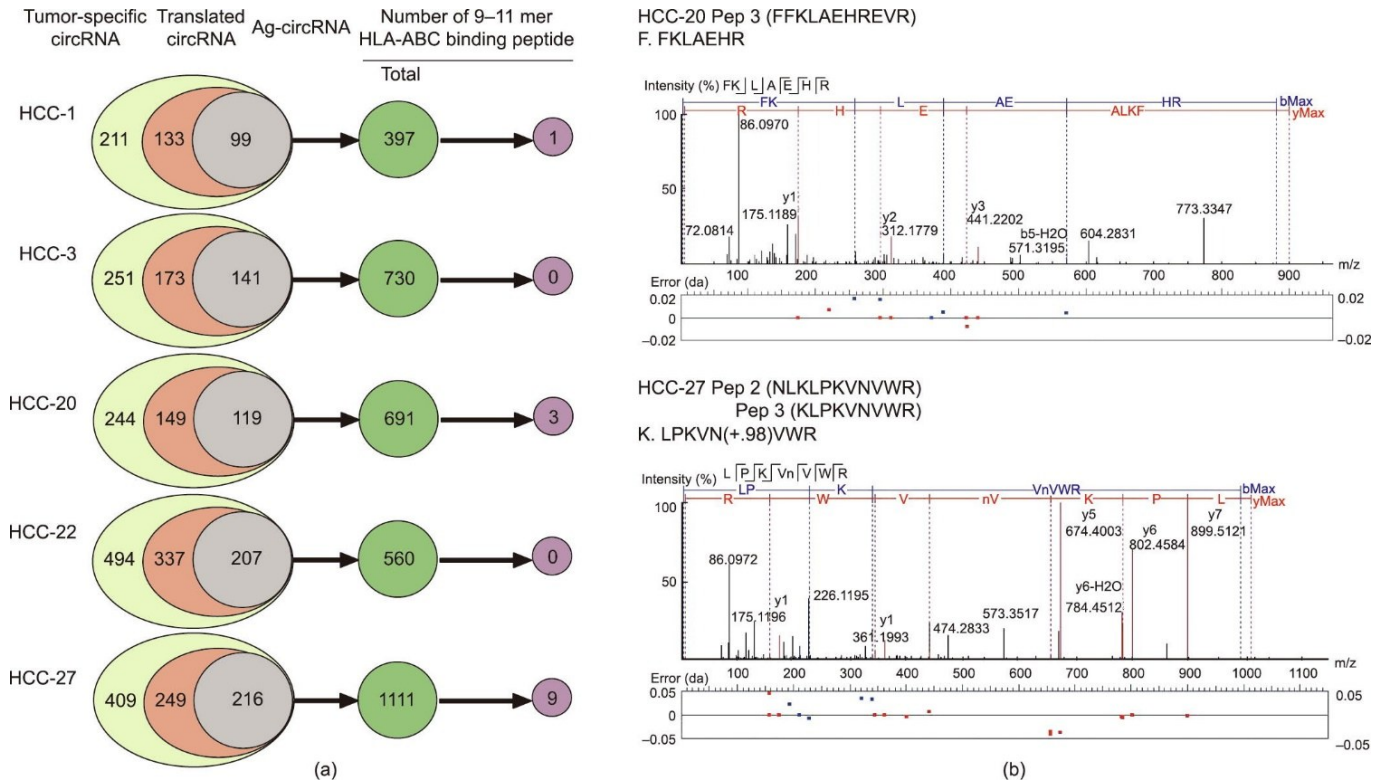 Tumor-specific circRNA
Translated circRNA
Ag-circRNA
Number of 9–11 mer
HLA-ABC binding peptide
Total
HCC-1
211 133 99 397 1
HCC-3
251 173 141 730 0
HCC-20
244 149 119 691 3
HCC-22
494 337 207 560 0
HCC-27
409 249 216 1111 9
(a)
HCC-20 Pep 3 (FFKLAEHREVR)
F. FKLAEHR
Intensity (%) FK L A E H R
FK L AE HR bMax
R H E ALKF yMax
100
86.0970
50
72.0814
175.1189
y1
y2
312.1779
y3
441.2202
b5-H2O
571.3195
604.2831
773.3347
100 200 300 400 500 600 700 800 900 m/z
Error (da)
0.02 0.02
0 0
–0.02 –0.02
HCC-27 Pep 2 (NLKLPKVNVWR)
Pep 3 (KLPKVNVWR)
K. LPKVN(+.98)VWR
Intensity (%) L P K Vn V W R
LP K VnVWR bMax
R W V nV K P L yMax
100
50
86.0972
175.1196
y1
226.1195
y1
361.1993
474.2833
573.3517
y5
674.4003
y6
802.4584
y6-H2O
784.4512
y7
899.5121
100 200 300 400 500 600 700 800 900 1000 1100 m/z
Error (da)
0.05 0.05
0 0
–0.05 –0.05
(b)